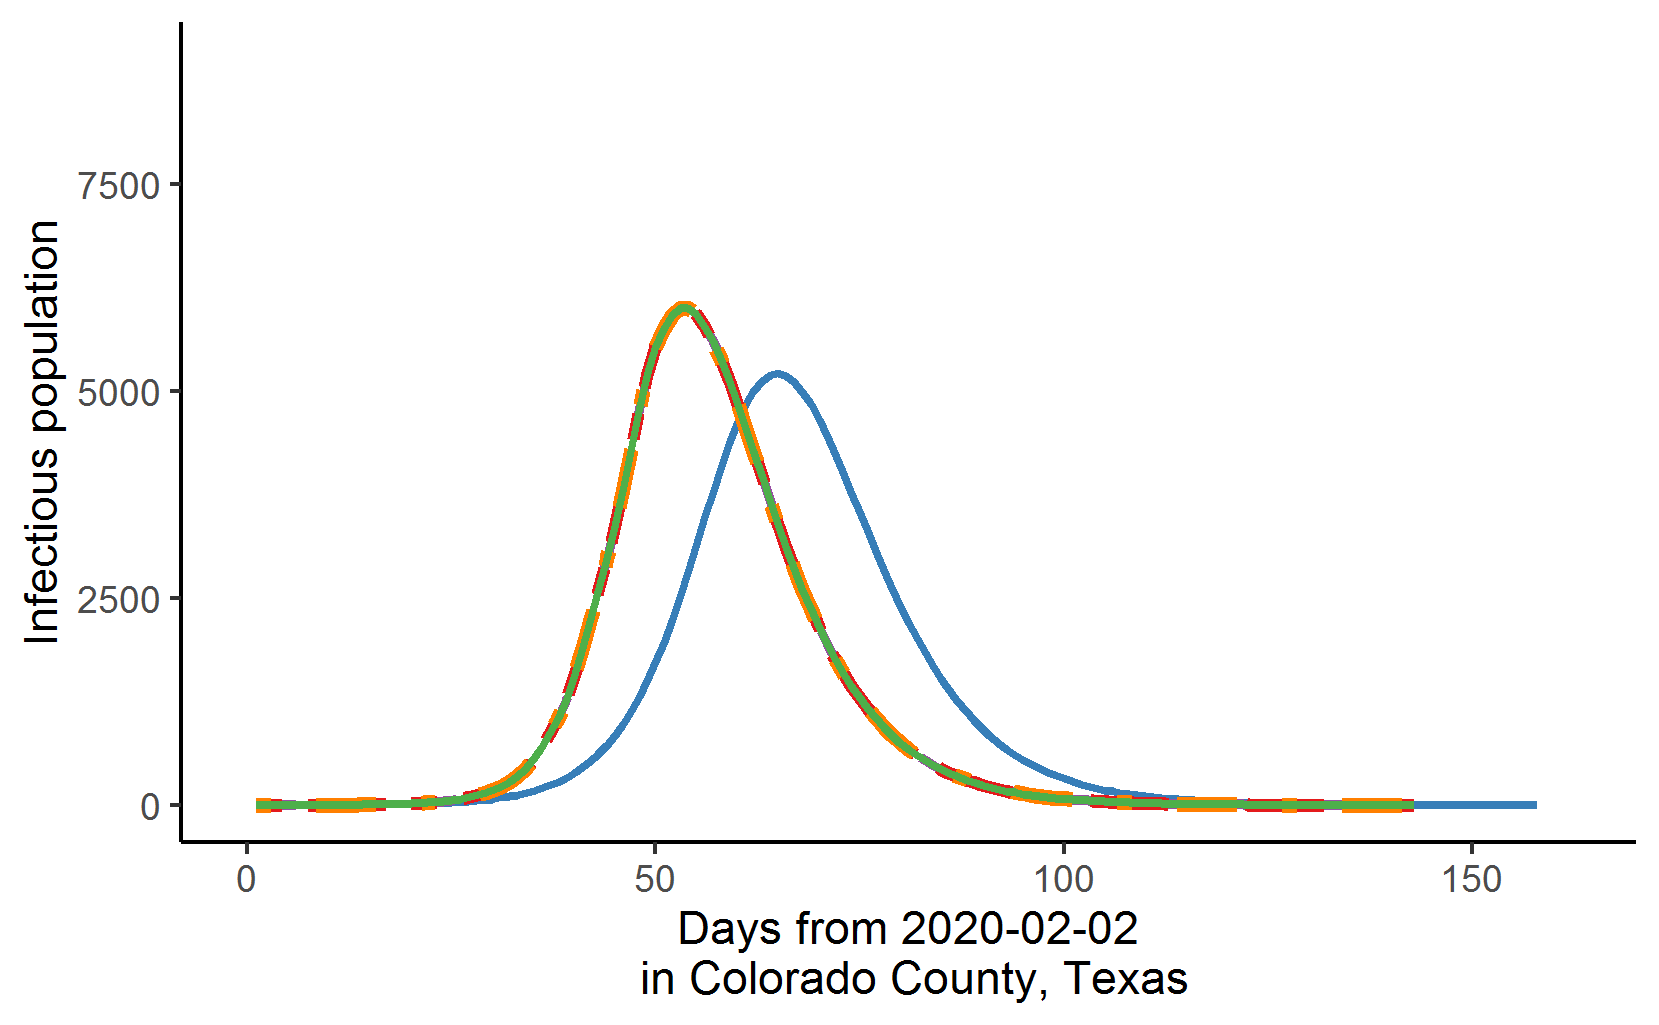 Infectious population
7500
5000
2500
0
0 50 100 150
Days from 2020-02-02
in Colorado County, Texas